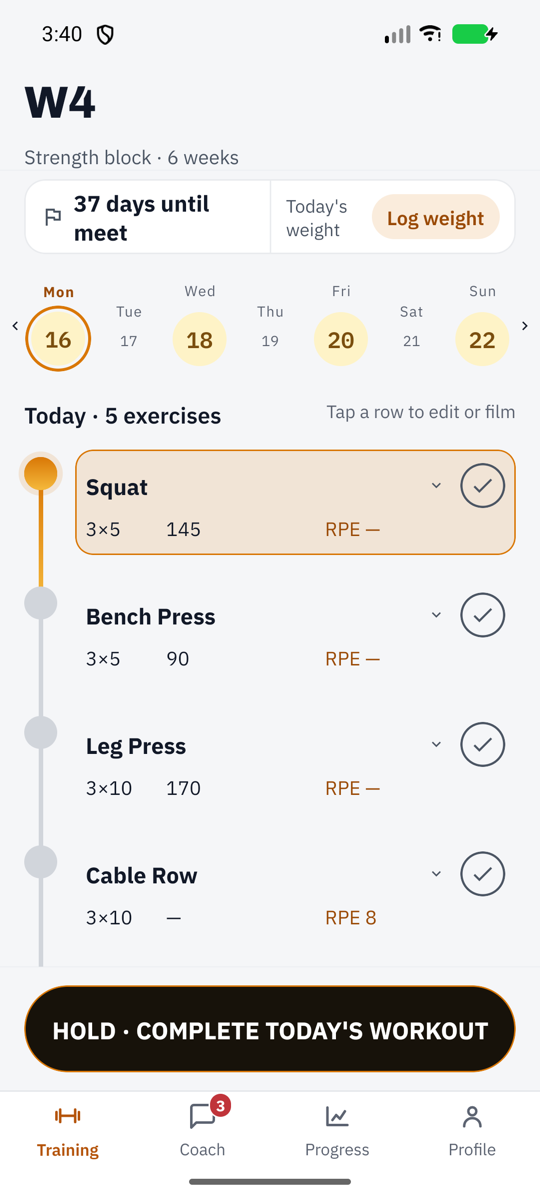 3:40
W4
Strength block · 6 weeks
37 days until
meet
Today's
weight
Log weight
Mon
Tue
Wed
Thu
Fri
Sat
Sun
16
17
18
19
20
21
22
Today · 5 exercises
Tap a row to edit or film
Squat
3×5 145 RPE —
Bench Press
3×5 90 RPE —
Leg Press
3×10 170 RPE —
Cable Row
3×10 — RPE 8
HOLD · COMPLETE TODAY'S WORKOUT
3
Training
Coach
Progress
Profile